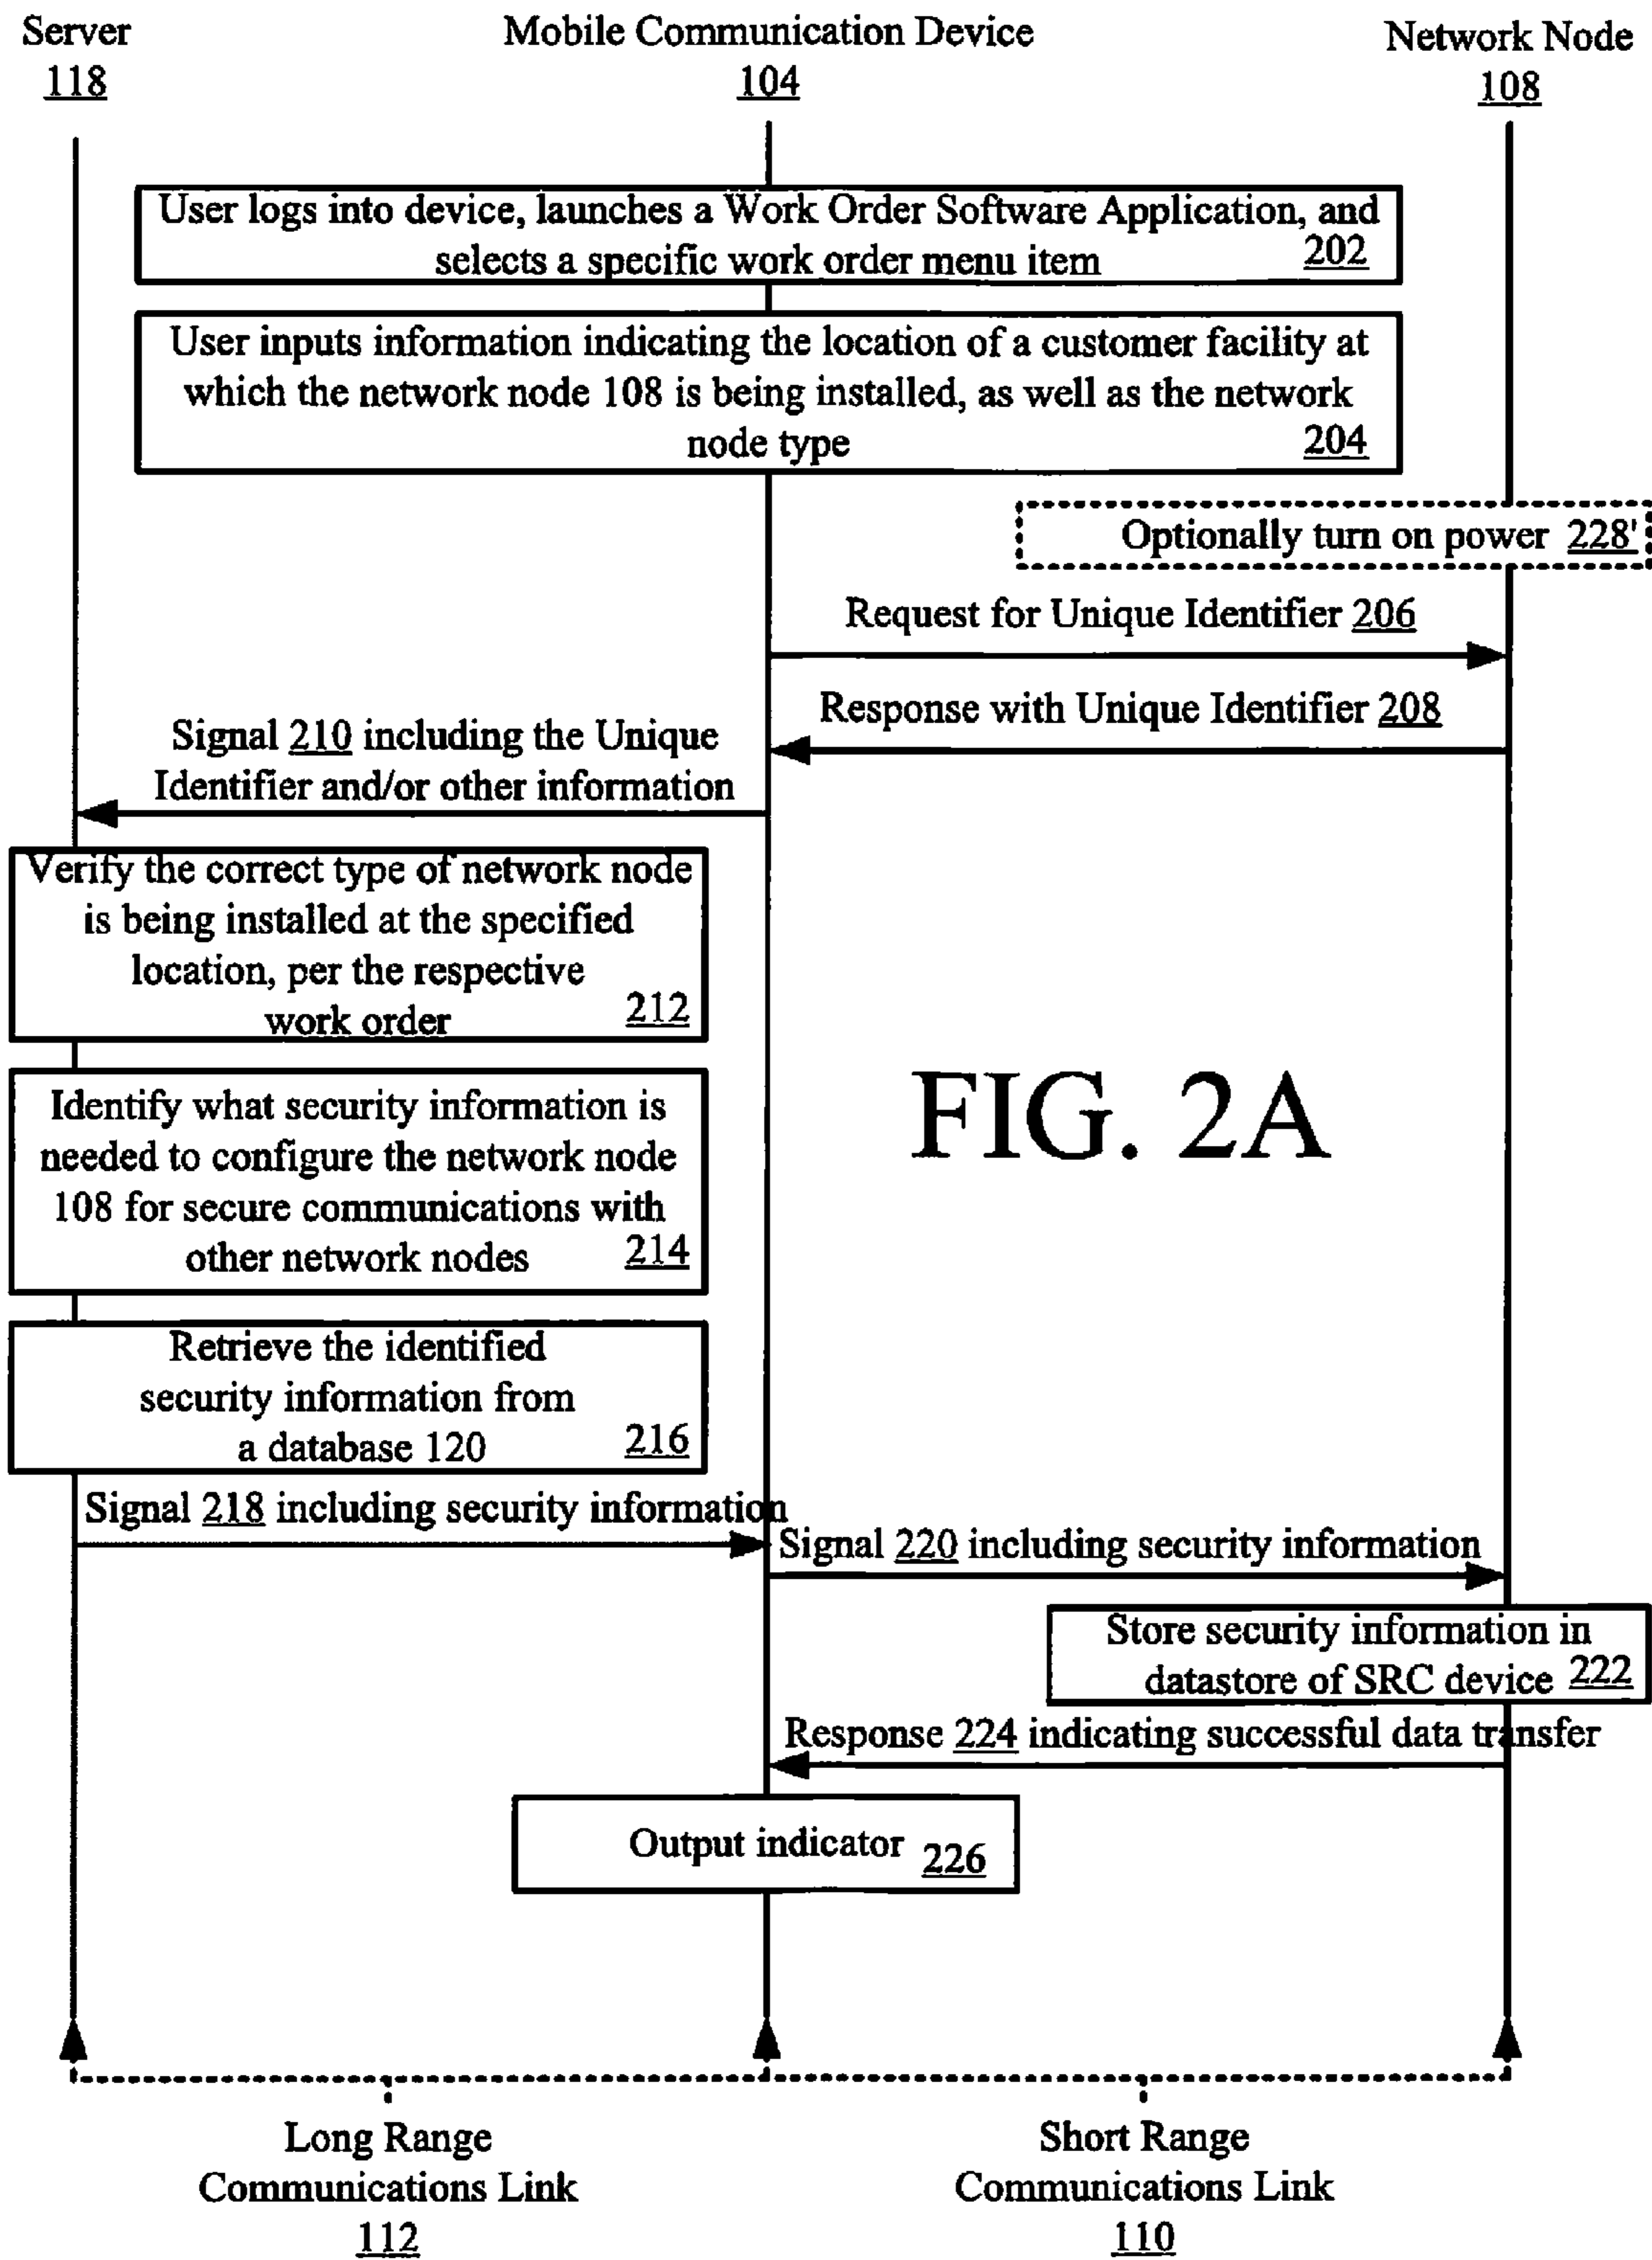 Server
118
Mobile Communication Device
104
Network Node
108
User logs into device, launches a Work Order Software Application, and
selects a specific work order menu item 202
User inputs information indicating the location of a customer facility at
which the network node 108 is being installed, as well as the network
node type 204
Optionally turn on power 228'
Request for Unique Identifier 206
Response with Unique Identifier 208
Signal 210 including the Unique
Identifier and/or other information
Verify the correct type of network node
is being installed at the specified
location, per the respective
work order 212
FIG. 2A
Identify what security information is
needed to configure the network node
108 for secure communications with
other network nodes 214
Retrieve the identified
security information from
a database 120 216
Signal 218 including security information
Signal 220 including security information
Store security information in
datastore of SRC device 222
Response 224 indicating successful data transfer
Output indicator 226
Long Range
Communications Link
112
Short Range
Communications Link
110